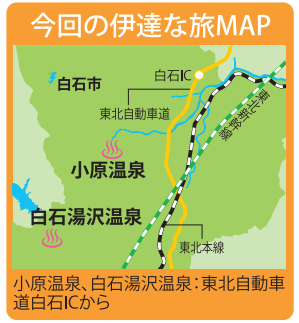 今回の伊達な旅MAP
白石市
白石IC
東北自動車道
東北新幹線
小原温泉
白石湯沢温泉
東北本線
小原温泉、白石湯沢温泉：東北自動車
道白石ICから